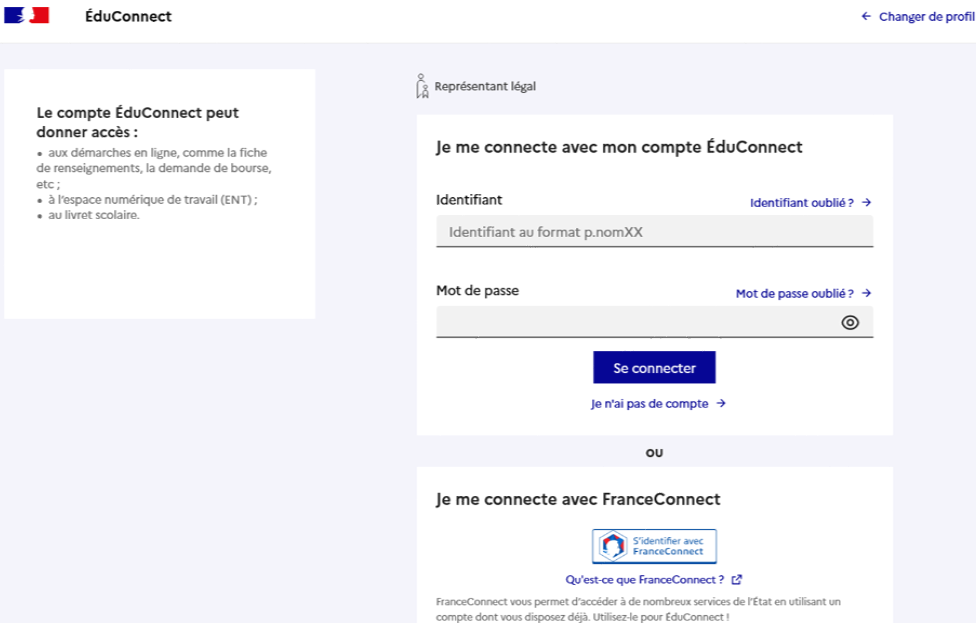 ÉduConnect
← Changer de profil
Le compte ÉduConnect peut
donner accès :
• aux démarches en ligne, comme la fiche
de renseignements, la demande de bourse,
etc ;
• à l'espace numérique de travail (ENT) ;
• au livret scolaire.
Représentant légal
Je me connecte avec mon compte ÉduConnect
Identifiant
Identifiant oublié ? →
Identifiant au format p.nomXX
Mot de passe
Mot de passe oublié ? →
Se connecter
Je n'ai pas de compte →
OU
Je me connecte avec FranceConnect
S'identifier avec
FranceConnect
Qu'est-ce que FranceConnect ?
FranceConnect vous permet d'accéder à de nombreux services de l'État en utilisant un
compte dont vous disposez déjà. Utilisez-le pour ÉduConnect !